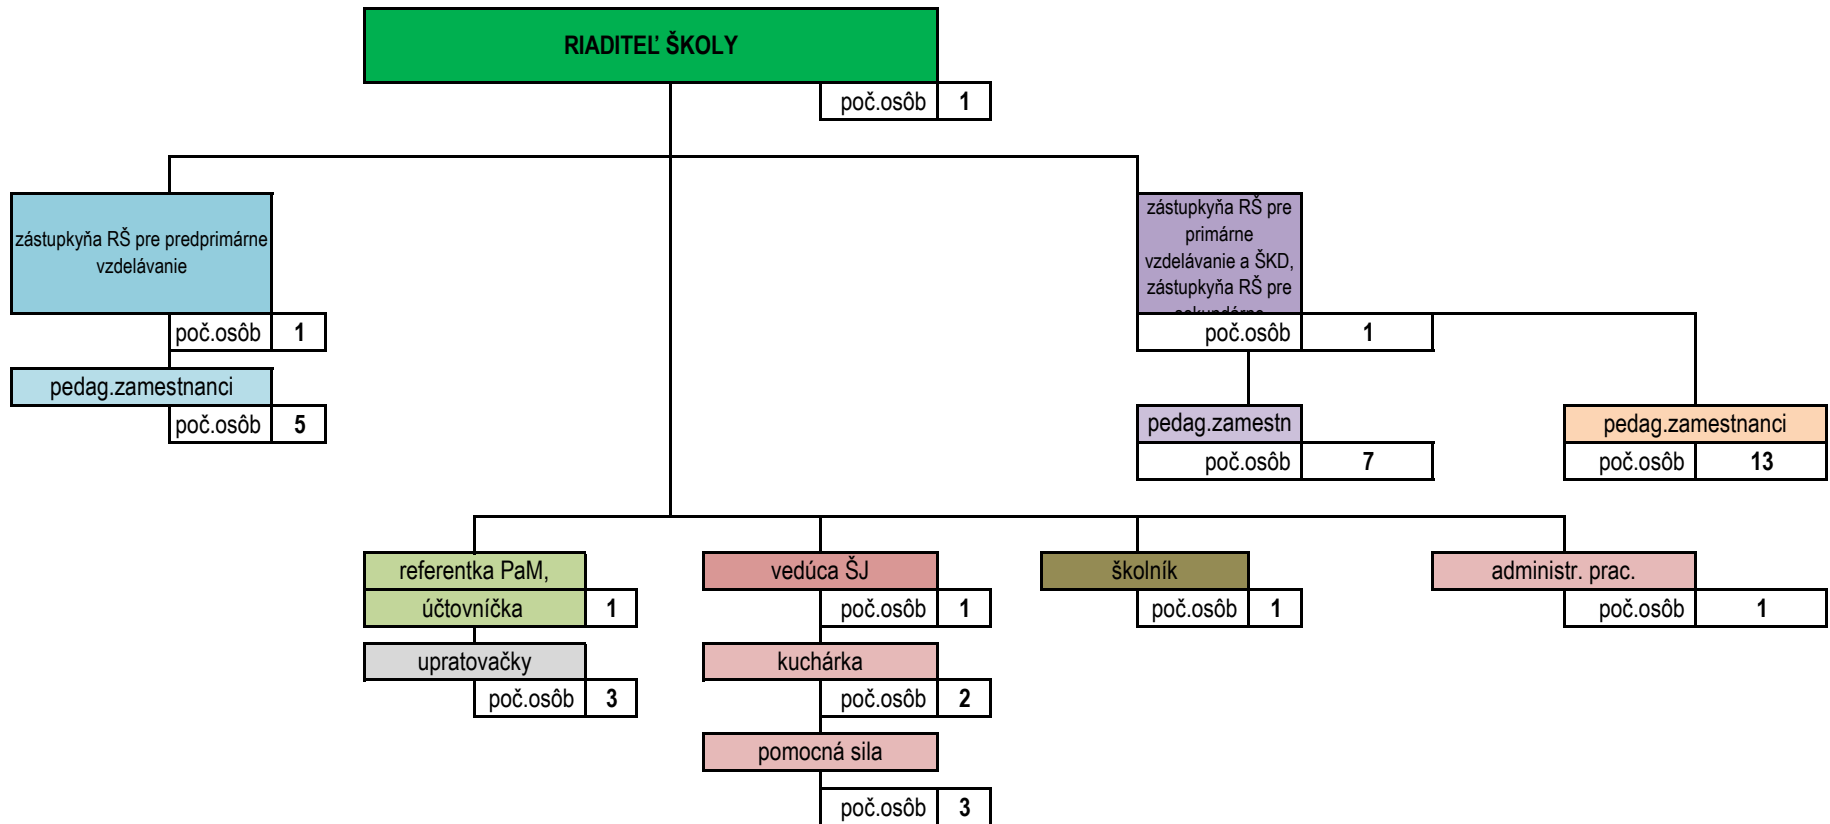 RIADITEĽ ŠKOLY
poč.osôb 1
zástupkyňa RŠ pre predprimárne
vzdelávanie
poč.osôb 1
pedag.zamestnanci
poč.osôb 5
zástupkyňa RŠ pre
primárne
vzdelávanie a ŠKD,
zástupkyňa RŠ pre
poč.osôb 1
pedag.zamestn
poč.osôb 7
pedag.zamestnanci
poč.osôb 13
referentka PaM,
účtovníčka 1
upratovačky
poč.osôb 3
vedúca ŠJ
poč.osôb 1
kuchárka
poč.osôb 2
pomocná sila
poč.osôb 3
školník
poč.osôb 1
administr. prac.
poč.osôb 1